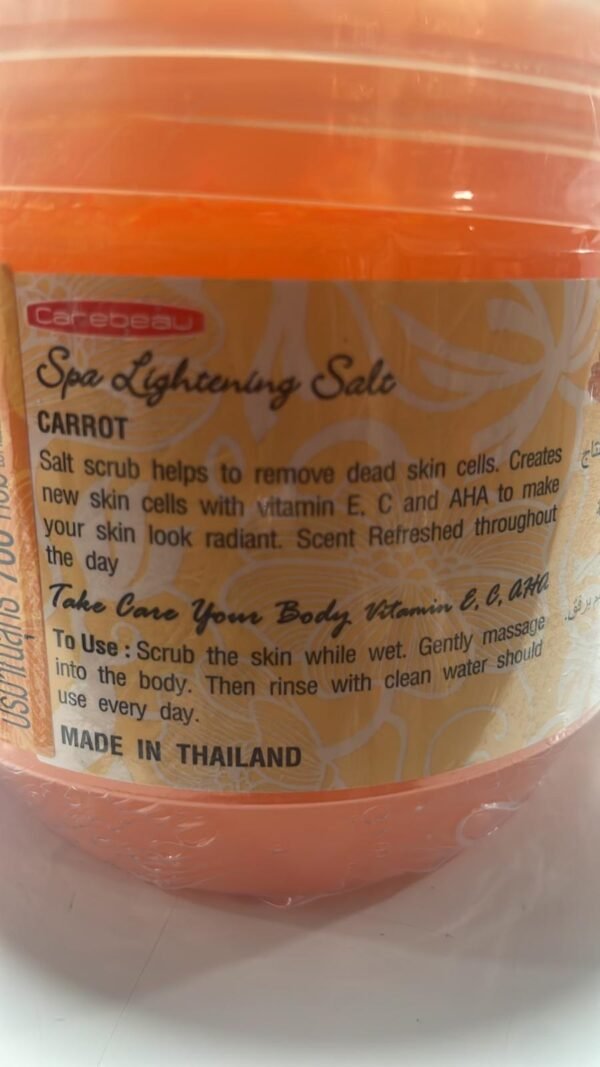 Carebeau
Spa Lightening Salt
CARROT
Salt scrub helps to remove dead skin cells. Creates
new skin cells with vitamin E, C and AHA to make
your skin look radiant. Scent Refreshed throughout
the day
Take Care Your Body Vitamin E, C, AHA
To Use : Scrub the skin while wet. Gently massage
into the body. Then rinse with clean water should
use every day.
MADE IN THAILAND